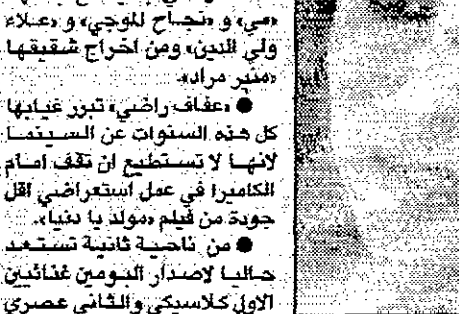 «مي» و «نجاح الموجي» و «علاء
ولي الدين» ومن اخراج شقيقها
«منير مراد».
● «عفاف راضي» تبرر غيابها
كل هذه السنوات عن السينما
لانها لا تستطيع ان تقف امام
الكاميرا في عمل استعراضي اقل
جودة من فيلم «مولد يا دنيا».
● من ناحية ثانية تستعد
حاليا لاصدار البومين غنائيين
الاول كلاسيكي والثاني عصري